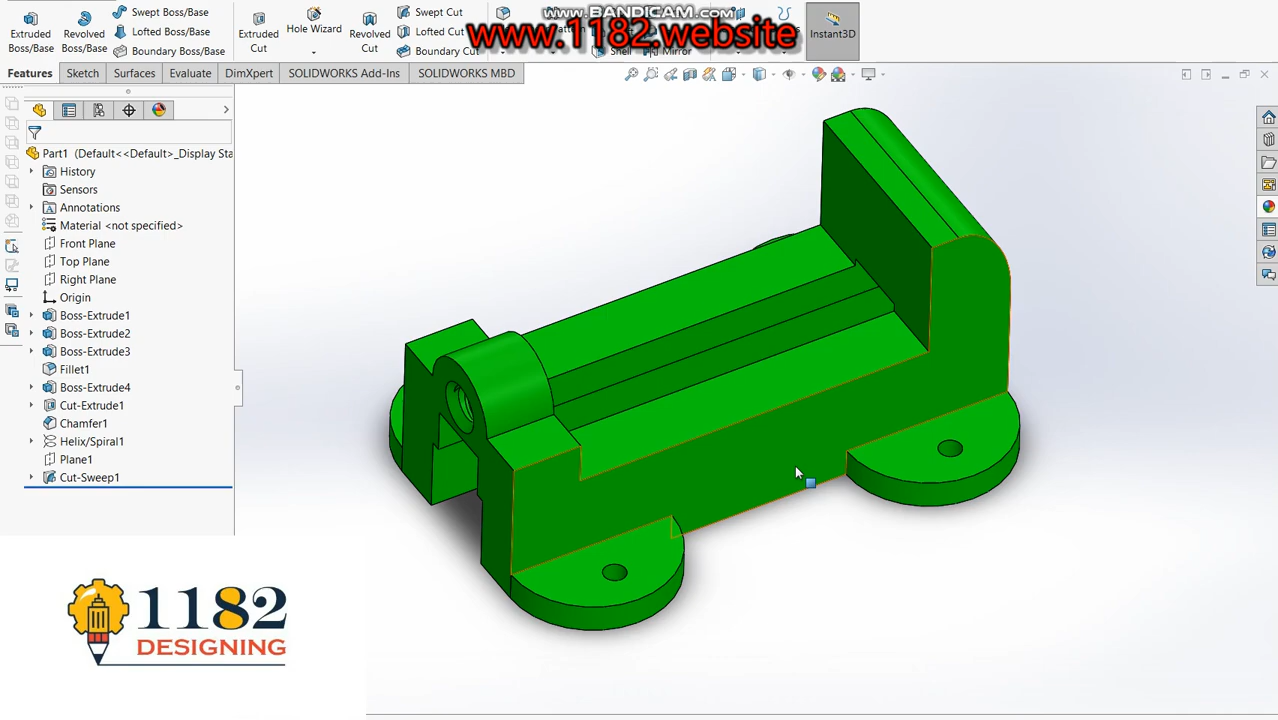 www.BANDICAM.com
www.1182.website
Extruded
Boss/Base
Revolved
Boss/Base
Swept Boss/Base
Lofted Boss/Base
Boundary Boss/Base
Extruded
Cut
Hole Wizard
Revolved
Cut
Swept Cut
Lofted Cut
Boundary Cut
Shell
Mirror
Instant3D
Features
Sketch
Surfaces
Evaluate
DimXpert
SOLIDWORKS Add-Ins
SOLIDWORKS MBD
Part1 (Default<<Default>_Display Sta
History
Sensors
Annotations
Material <not specified>
Front Plane
Top Plane
Right Plane
Origin
Boss-Extrude1
Boss-Extrude2
Boss-Extrude3
Fillet1
Boss-Extrude4
Cut-Extrude1
Chamfer1
Helix/Spiral1
Plane1
Cut-Sweep1
1182
DESIGNING